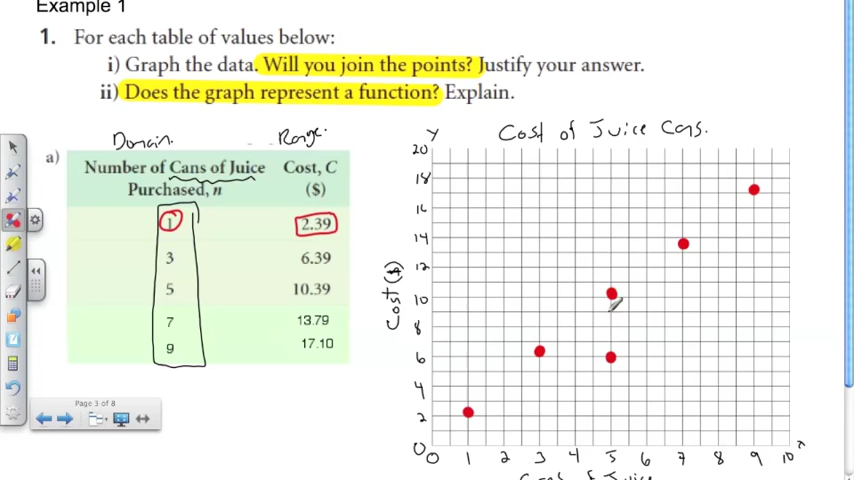 Example 1
1. For each table of values below:
i) Graph the data. Will you join the points? Justify your answer.
ii) Does the graph represent a function? Explain.
Domain. Range.
a)
Number of Cans of Juice Purchased, n
Cost, C ($)
1 2.39
3 6.39
5 10.39
7 13.79
9 17.10
Page 3 of 8
Cost of Juice Cans.
y
20
18
16
14
12
10
8
6
4
2
0
Cost ($)
0 1 2 3 4 5 6 7 8 9 10 x